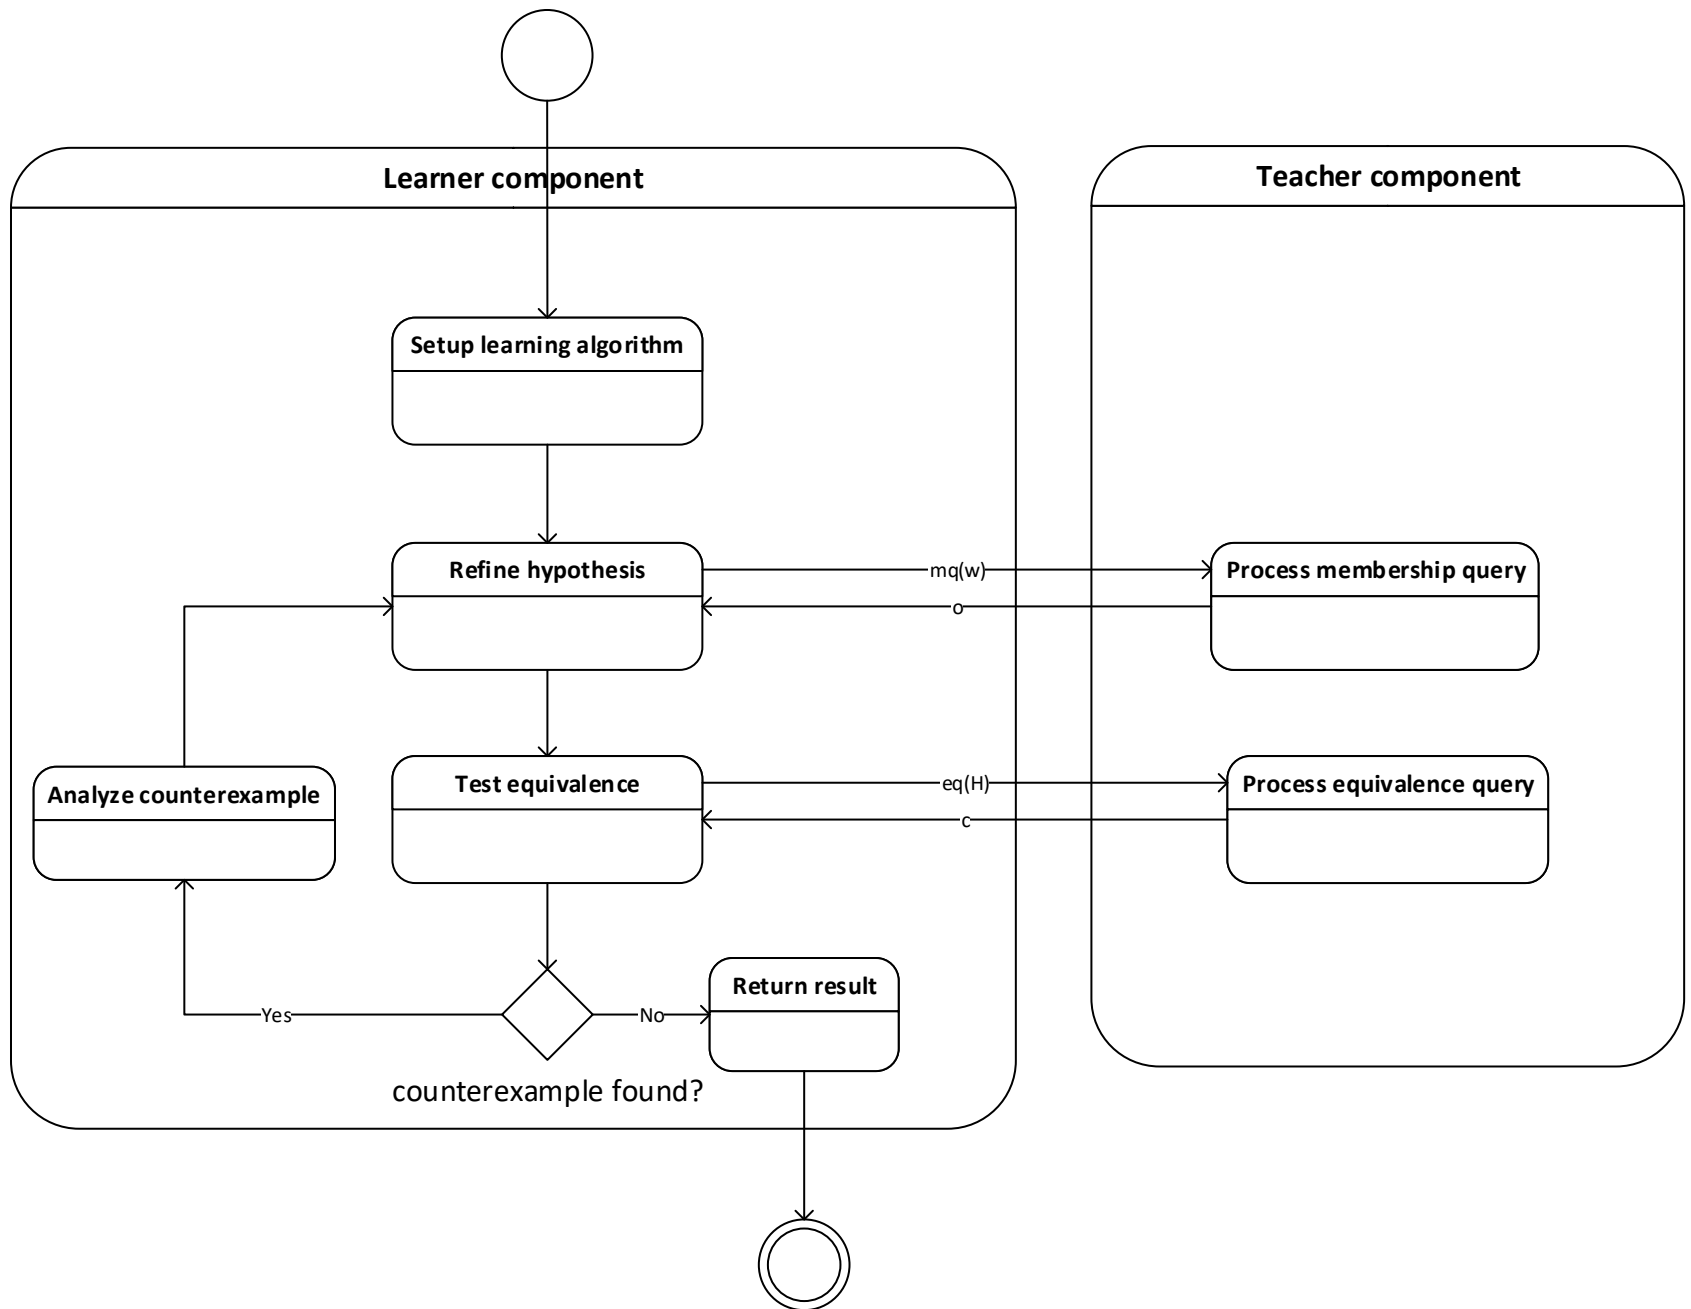 Learner component
Teacher component
Setup learning algorithm
Refine hypothesis
mq(w)
Process membership query
o
Analyze counterexample
Test equivalence
eq(H)
Process equivalence query
c
Yes
No
Return result
counterexample found?